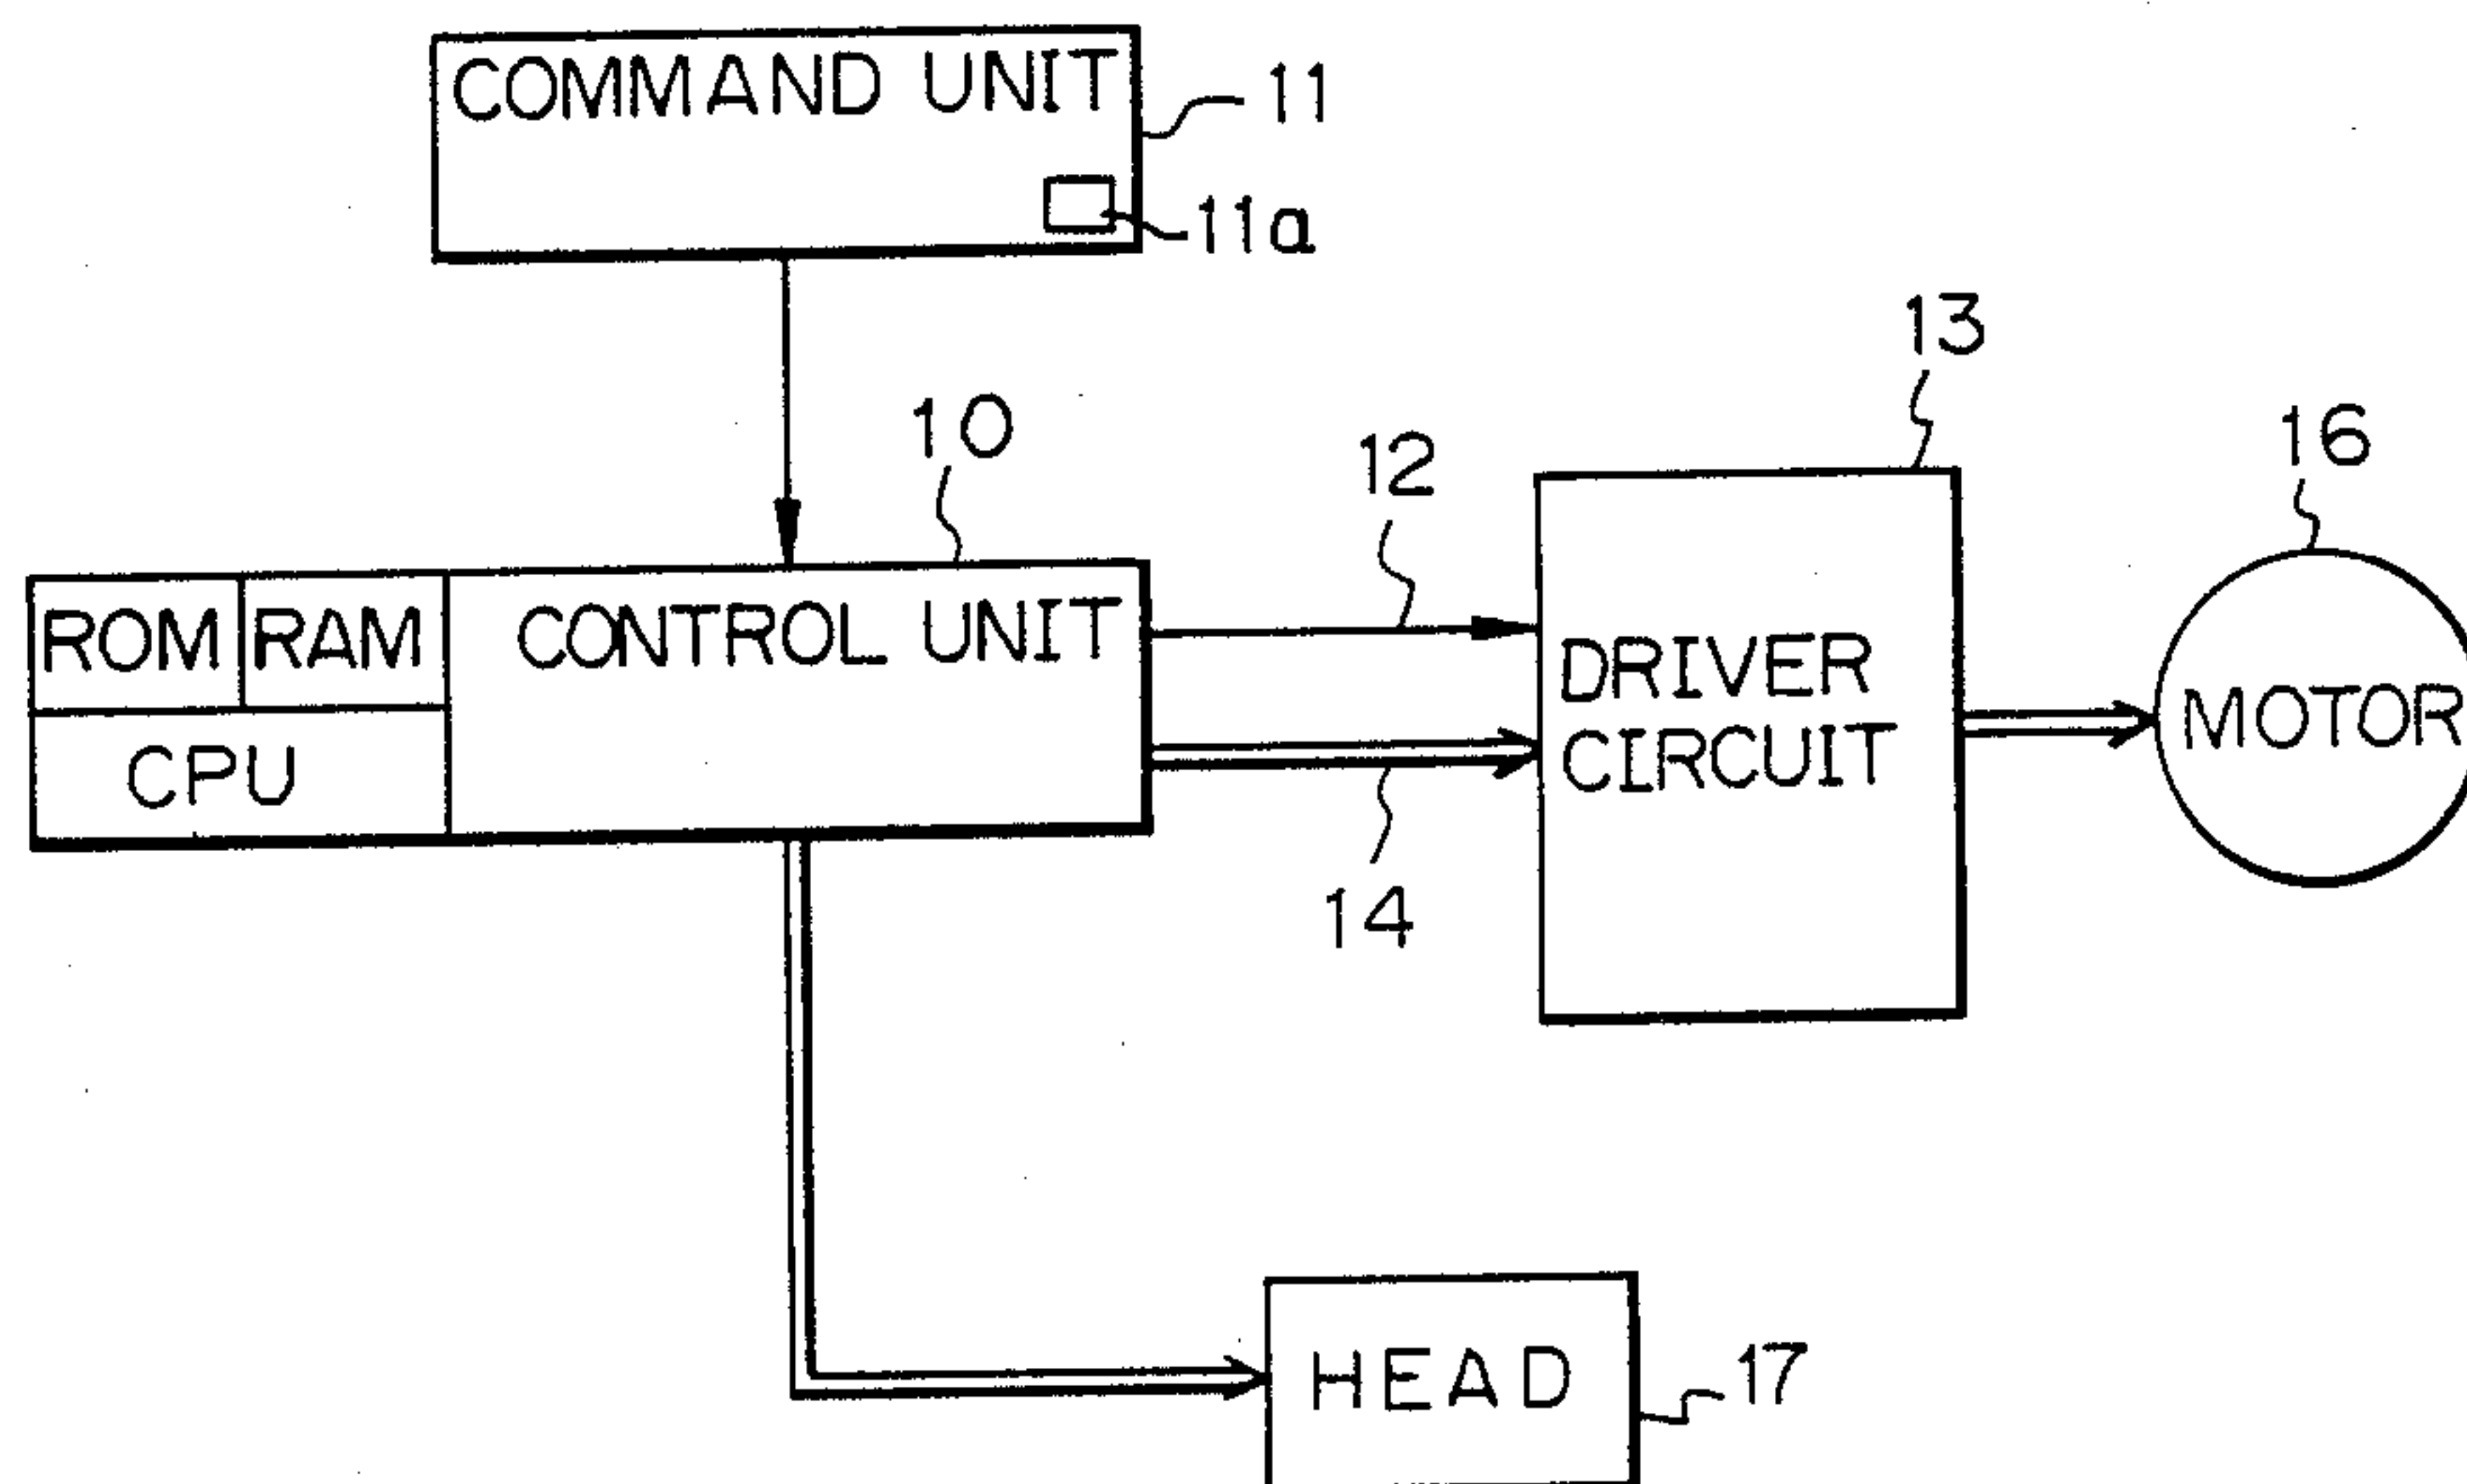 COMMAND UNIT
11
11a
13
10
12
16
ROM
RAM
CONTROL UNIT
DRIVER
CIRCUIT
MOTOR
CPU
14
HEAD
17